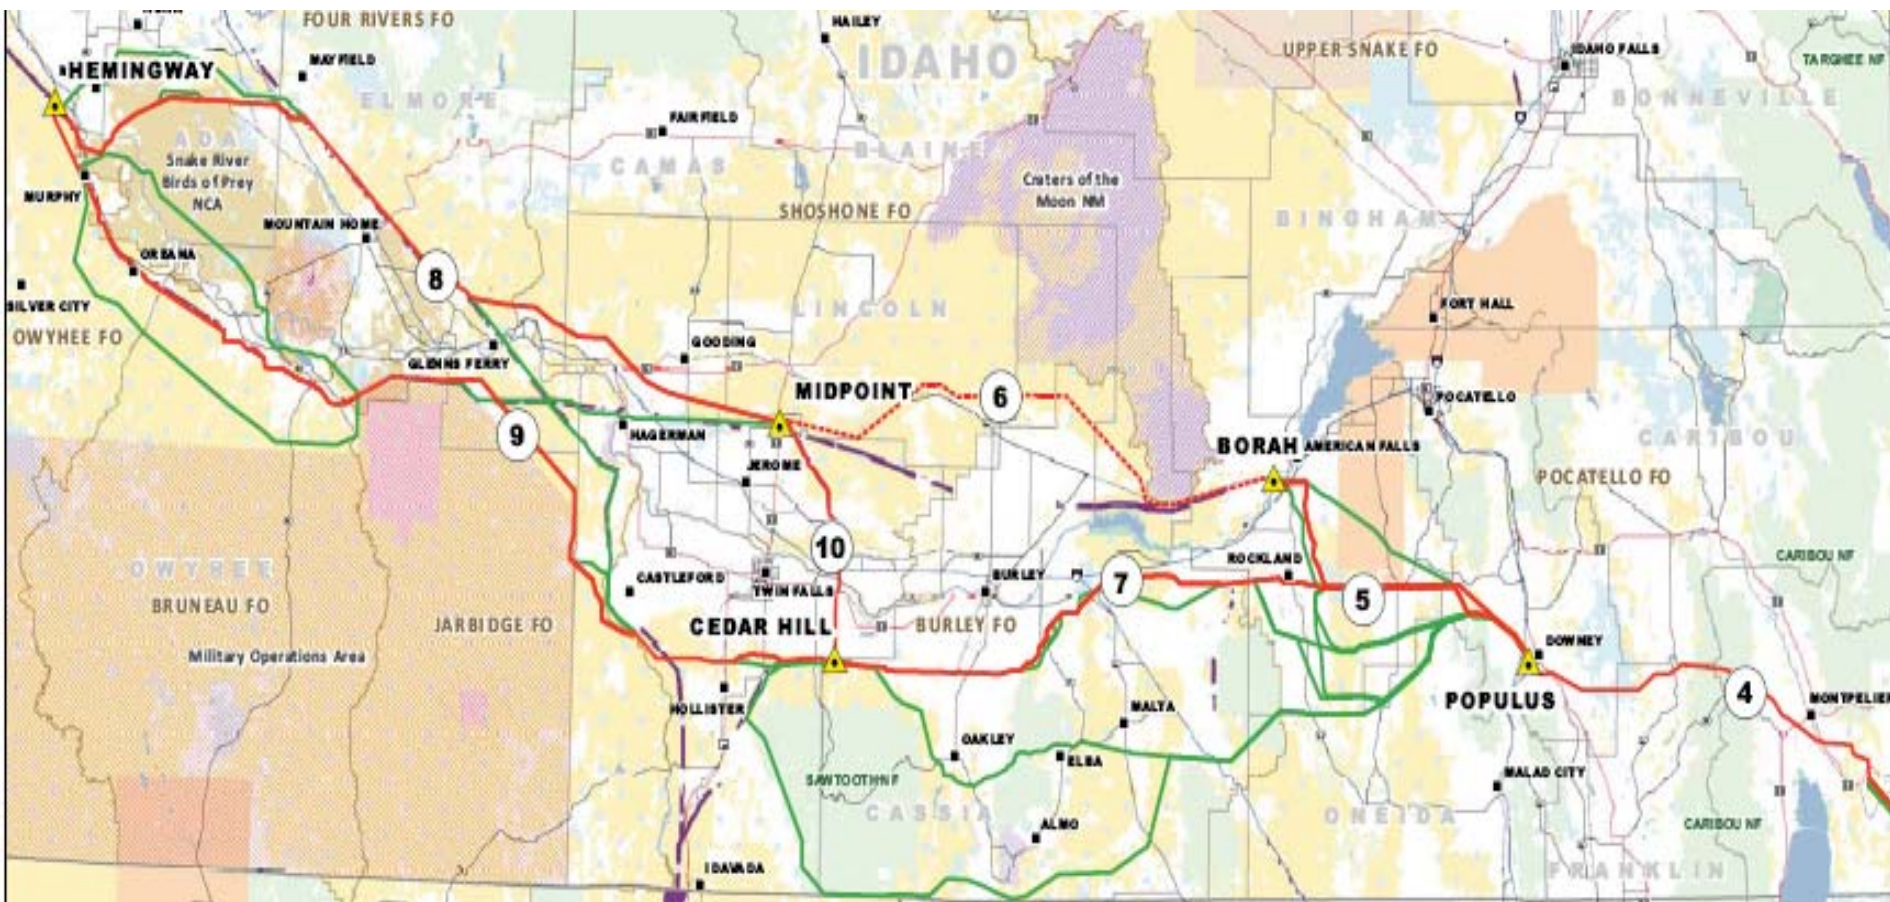 FOUR RIVERS FO
HAILEY
IDAHO
UPPER SNAKE FO
IDAHO FALLS
TARGHEE NF
HEMINGWAY
MAYFIELD
ELMORE
BONNEVILLE
FAIRFIELD
ADA
CAMAS
BLAINE
Snake River
Birds of Prey
NCA
Craters of the
Moon NM
MURPHY
SHOSHONE FO
BINGHAM
MOUNTAIN HOME
OREANA
8
SILVER CITY
LINCOLN
FORT HALL
OWYHEE FO
GLENNS FERRY
GOODING
MIDPOINT
6
POCATELLO
9
HAGERMAN
BORAH
AMERICAN FALLS
CARIBOU
JEROME
POCATELLO FO
10
ROCKLAND
CARIBOU NF
OWYHEE
CASTLEFORD
TWIN FALLS
BURLEY
7
5
BRUNEAU FO
JARBIDGE FO
CEDAR HILL
BURLEY FO
DOWNEY
Military Operations Area
HOLLISTER
MALTA
POPULUS
4
MONTPELIER
OAKLEY
ELBA
SAWTOOTH NF
MALAD CITY
CASSIA
ALMO
ONEIDA
CARIBOU NF
IDAVADA
FRANKLIN